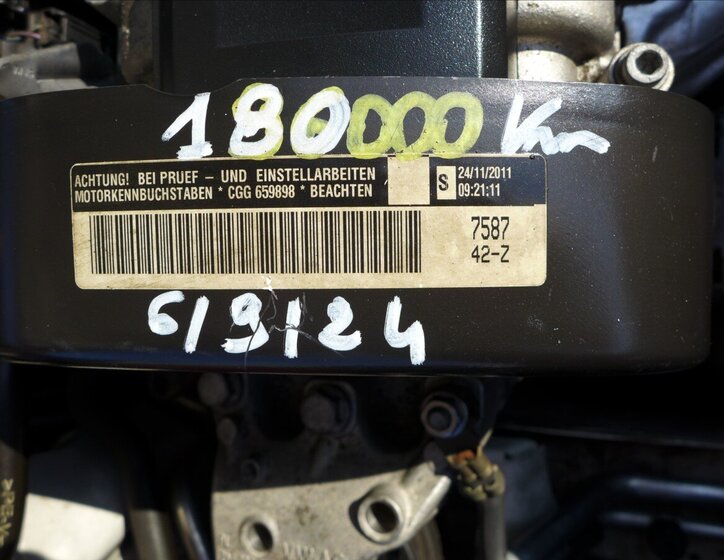 180000 Km
ACHTUNG! BEI PRUEF - UND EINSTELLARBEITEN
MOTORKENNBUCHSTABEN * CGG 659898 * BEACHTEN
S
24/11/2011
09:21:11
7587
42-Z
6/9/24